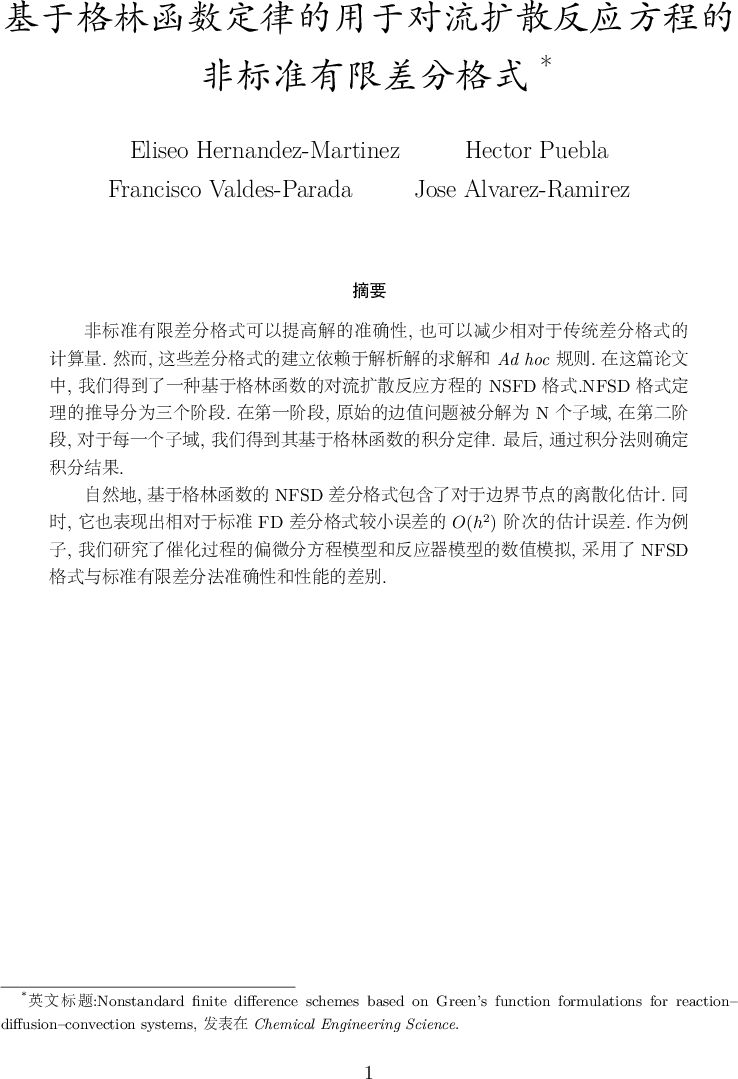 基于格林函数定律的用于对流扩散反应方程的
非标准有限差分格式 *
Eliseo Hernandez-Martinez Hector Puebla
Francisco Valdes-Parada Jose Alvarez-Ramirez
摘要
非标准有限差分格式可以提高解的准确性, 也可以减少相对于传统差分格式的
计算量. 然而, 这些差分格式的建立依赖于解析解的求解和 Ad hoc 规则. 在这篇论文
中, 我们得到了一种基于格林函数的对流扩散反应方程的 NSFD 格式.NFSD 格式定
理的推导分为三个阶段. 在第一阶段, 原始的边值问题被分解为 N 个子域, 在第二阶
段, 对于每一个子域, 我们得到其基于格林函数的积分定律. 最后, 通过积分法则确定
积分结果.
自然地, 基于格林函数的 NFSD 差分格式包含了对于边界节点的离散化估计. 同
时, 它也表现出相对于标准 FD 差分格式较小误差的 O(h²) 阶次的估计误差. 作为例
子, 我们研究了催化过程的偏微分方程模型和反应器模型的数值模拟, 采用了 NFSD
格式与标准有限差分法准确性和性能的差别.
*英文标题:Nonstandard finite difference schemes based on Green's function formulations for reaction–
diffusion–convection systems, 发表在 Chemical Engineering Science.
1